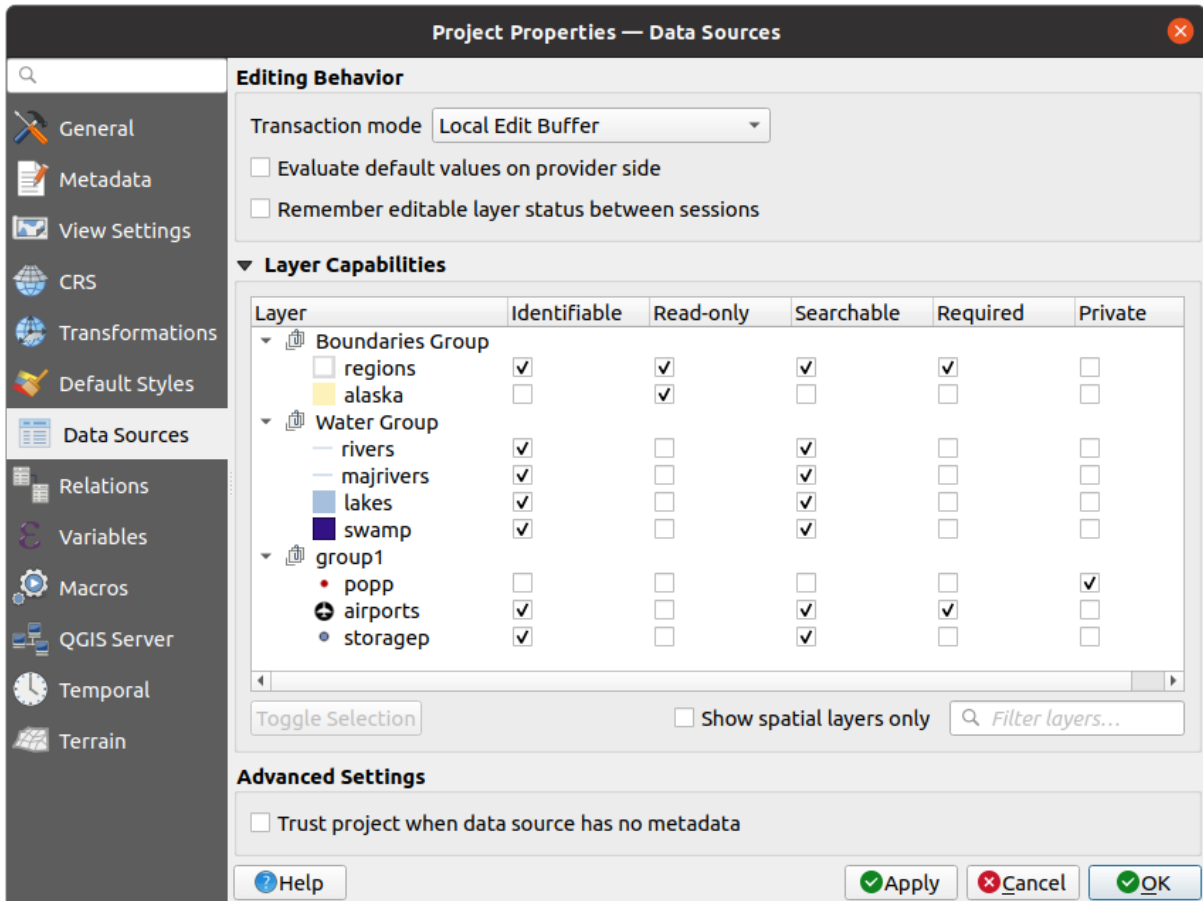 Project Properties — Data Sources
General
Metadata
View Settings
CRS
Transformations
Default Styles
Data Sources
Relations
Variables
Macros
QGIS Server
Temporal
Terrain
Editing Behavior
Transaction mode Local Edit Buffer
Evaluate default values on provider side
Remember editable layer status between sessions
Layer Capabilities
Layer Identifiable Read-only Searchable Required Private
Boundaries Group
regions
alaska
Water Group
rivers
majrivers
lakes
swamp
group1
popp
airports
storagep
Toggle Selection Show spatial layers only Filter layers...
Advanced Settings
Trust project when data source has no metadata
Help Apply Cancel OK